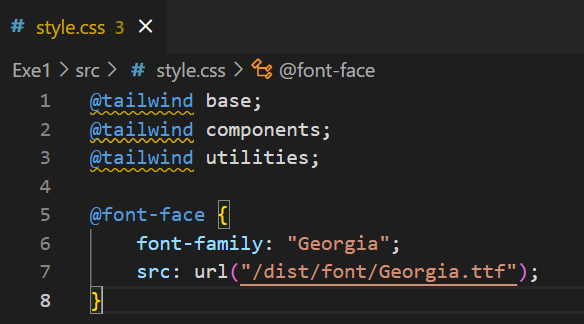 # style.css 3 ×
Exe1 > src > # style.css > @font-face
1 @tailwind base;
2 @tailwind components;
3 @tailwind utilities;
4
5 @font-face {
6     font-family: "Georgia";
7     src: url("/dist/font/Georgia.ttf");
8 }